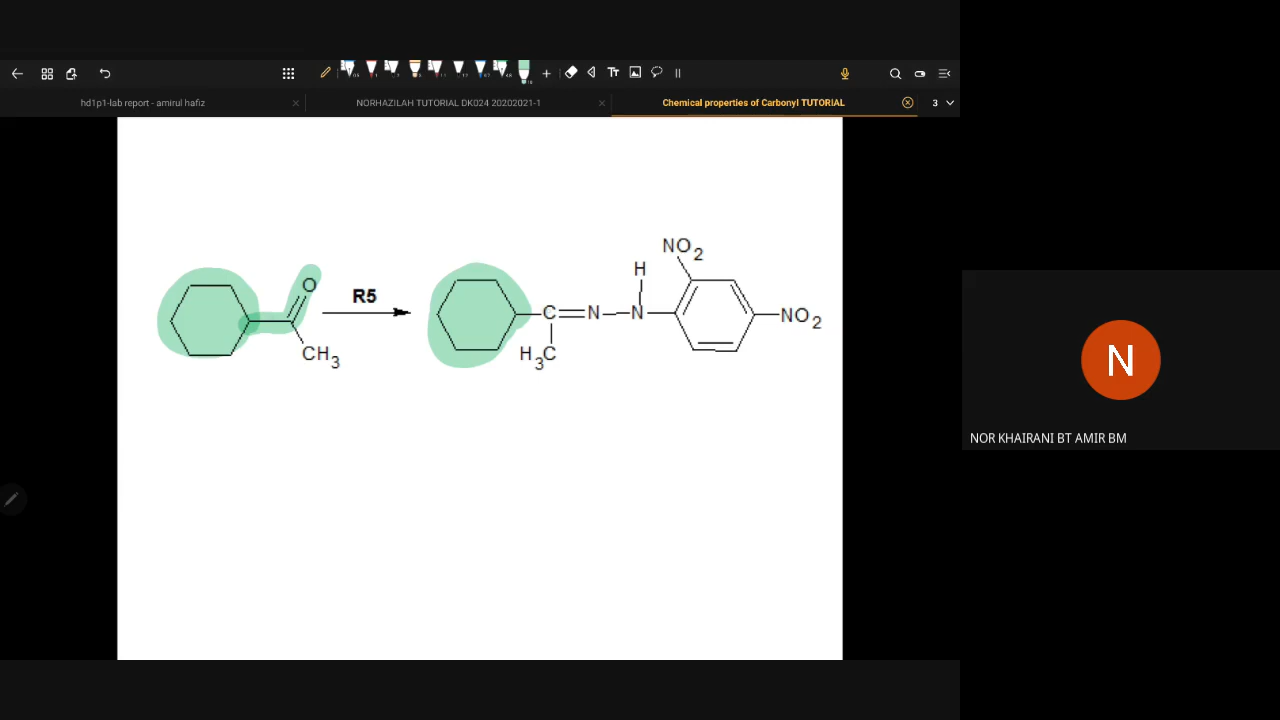 hd1p1-lab report - amirul hafiz
NORHAZILAH TUTORIAL DK024 20202021-1
Chemical properties of Carbonyl TUTORIAL
3
Tт
O
R5
CH3
C
N
H3C
H
N
NO2
NO2
N
NOR KHAIRANI BT AMIR BM